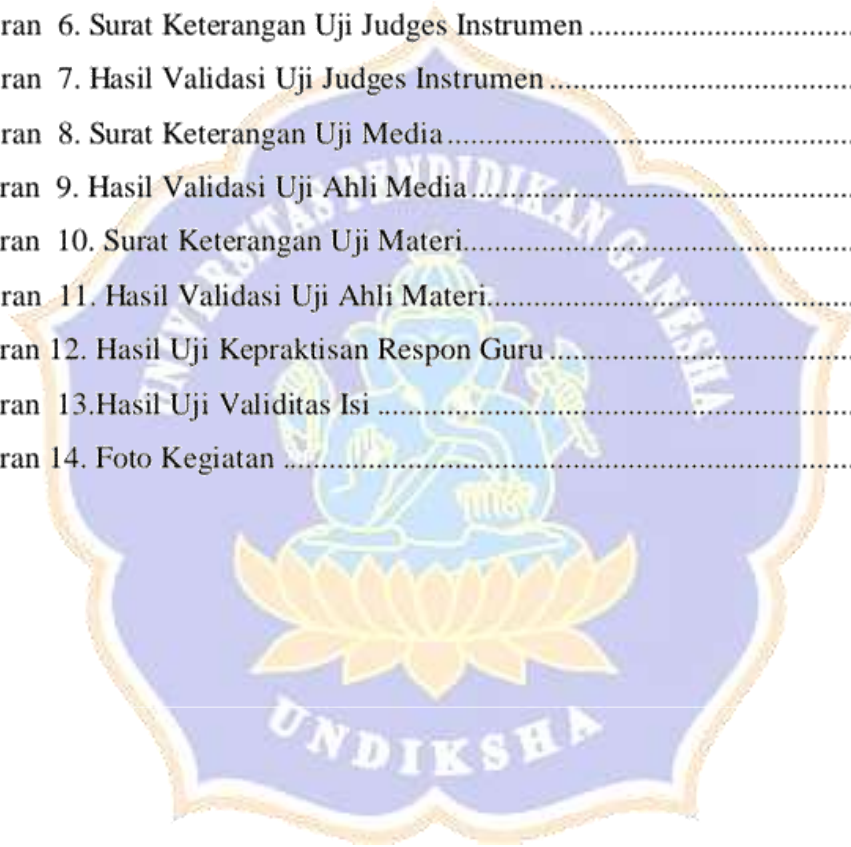 ran 6. Surat Keterangan Uji Judges Instrumen ................................
ran 7. Hasil Validasi Uji Judges Instrumen .....................................
ran 8. Surat Keterangan Uji Media ..................................................
ran 9. Hasil Validasi Uji Ahli Media ...............................................
ran 10. Surat Keterangan Uji Materi ................................................
ran 11. Hasil Validasi Uji Ahli Materi .............................................
ran 12. Hasil Uji Kepraktisan Respon Guru .....................................
ran 13.Hasil Uji Validitas Isi ..........................................................
ran 14. Foto Kegiatan .....................................................................
UNIVERSITAS PENDIDIKAN GANESHA
UNDIKSHA